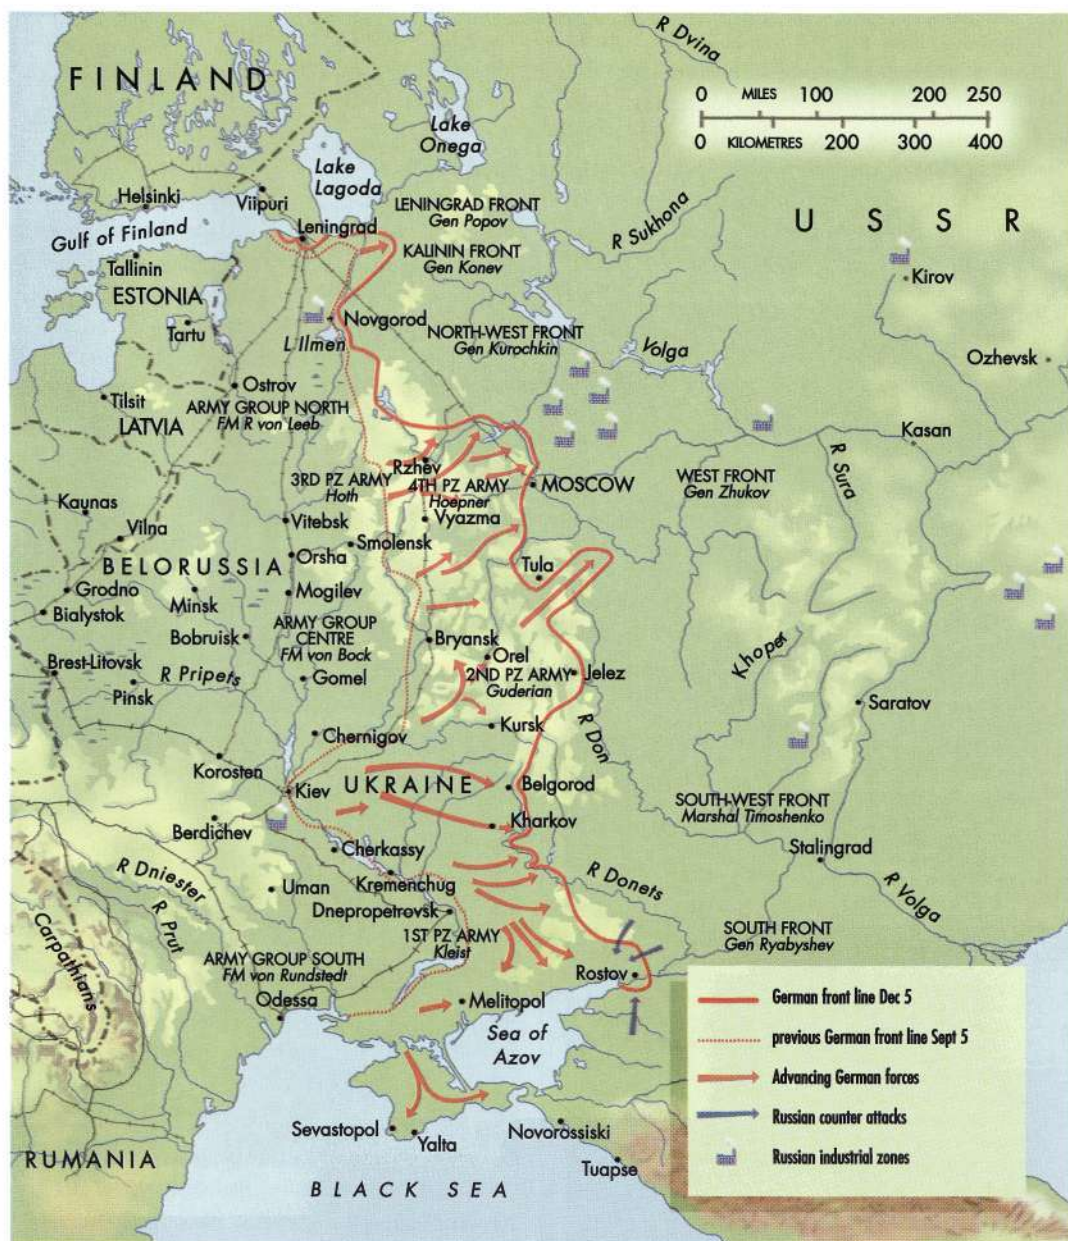 FINLAND
R Dvina
0 MILES 100 200 250
0 KILOMETRES 200 300 400
Lake
Onega
Lake
Lagoda
Helsinki
Viipuri
LENINGRAD FRONT
Gen Popov
R Sukhona
U S S R
Gulf of Finland
Leningrad
KALININ FRONT
Gen Konev
Tallinin
Kirov
ESTONIA
Novgorod
NORTH-WEST FRONT
Gen Kurochkin
Volga
Tartu
L Ilmen
Ozhevsk
Ostrov
Tilsit
ARMY GROUP NORTH
FM R von Leeb
LATVIA
Kasan
R Sura
Rzhev
3RD PZ ARMY
Hoth
4TH PZ ARMY
Hoepner
MOSCOW
WEST FRONT
Gen Zhukov
Kaunas
Vitebsk
Vyazma
Vilna
Smolensk
Orsha
BELORUSSIA
Tula
Grodno
Minsk
Mogilev
Bialystok
Bobruisk
ARMY GROUP
CENTRE
FM von Bock
Bryansk
Khoper
Orel
Brest-Litovsk
R Pripets
2ND PZ ARMY
Guderian
Jelez
Pinsk
Gomel
Saratov
Kursk
R Don
Chernigov
Korosten
UKRAINE
Kiev
Belgorod
SOUTH-WEST FRONT
Marshal Timoshenko
Berdichev
Kharkov
Cherkassy
Stalingrad
R Dniester
Kremenchug
R Donets
R Volga
Uman
R Prut
Dnepropetrovsk
Carpathians
1ST PZ ARMY
Kleist
SOUTH FRONT
Gen Ryabyshev
ARMY GROUP SOUTH
FM von Rundstedt
Rostov
Odessa
Melitopol
Sea of
Azov
German front line Dec 5
previous German front line Sept 5
Advancing German forces
Russian counter attacks
Russian industrial zones
Sevastopol
Yalta
Novorossiski
Tuapse
RUMANIA
BLACK SEA